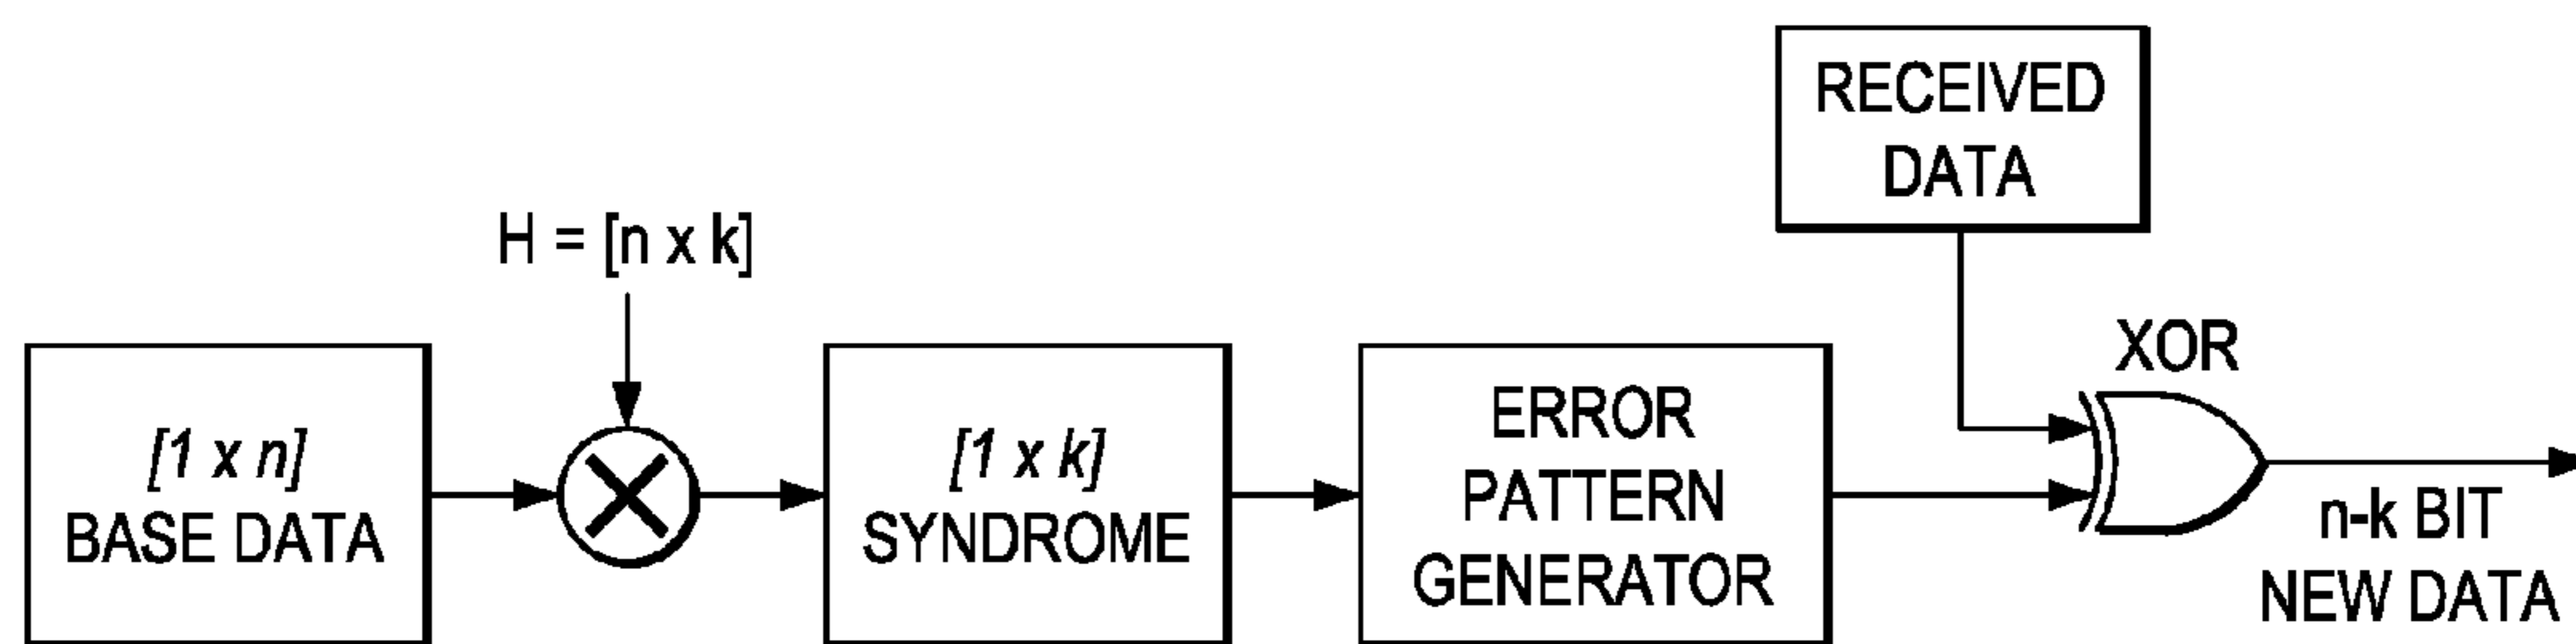 RECEIVED
DATA
H = [n x k]
XOR
[1 x n]
BASE DATA
[1 x k]
SYNDROME
ERROR
PATTERN
GENERATOR
n-k BIT
NEW DATA